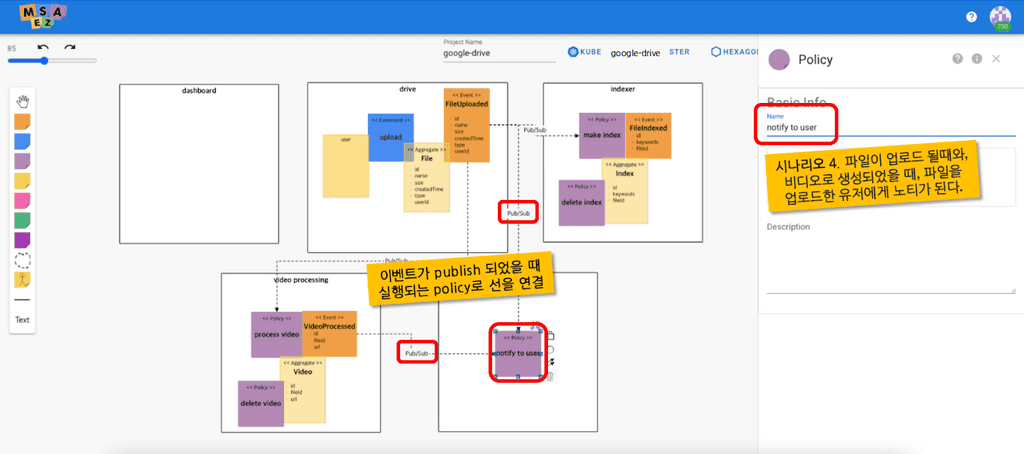 MSA
EZ
700
85
Project Name
google-drive
KUBE
google-drive
STER
HEXAGO
Policy
Basic Info
Name
notify to user
시나리오 4. 파일이 업로드 될때와,
비디오로 생성되었을 때, 파일을
업로드한 유저에게 노티가 된다.
Description
Text
dashboard
drive
user
<< Command >>
upload
<< Event >>
FileUploaded
id
name
size
createdTime
type
userId
<< Aggregate >>
File
id
name
size
createdTime
type
userId
indexer
Pub/Sub
<< Policy >>
make index
<< Event >>
FileIndexed
id
keywords
fileId
<< Aggregate >>
Index
id
keywords
fileId
<< Policy >>
delete index
Pub/Sub
Pub/Sub
이벤트가 publish 되었을 때
실행되는 policy로 선을 연결
video processing
<< Policy >>
process video
<< Event >>
VideoProcessed
id
fileId
url
<< Aggregate >>
Video
id
fileId
url
<< Policy >>
delete video
Pub/Sub
<< Policy >>
notify to user